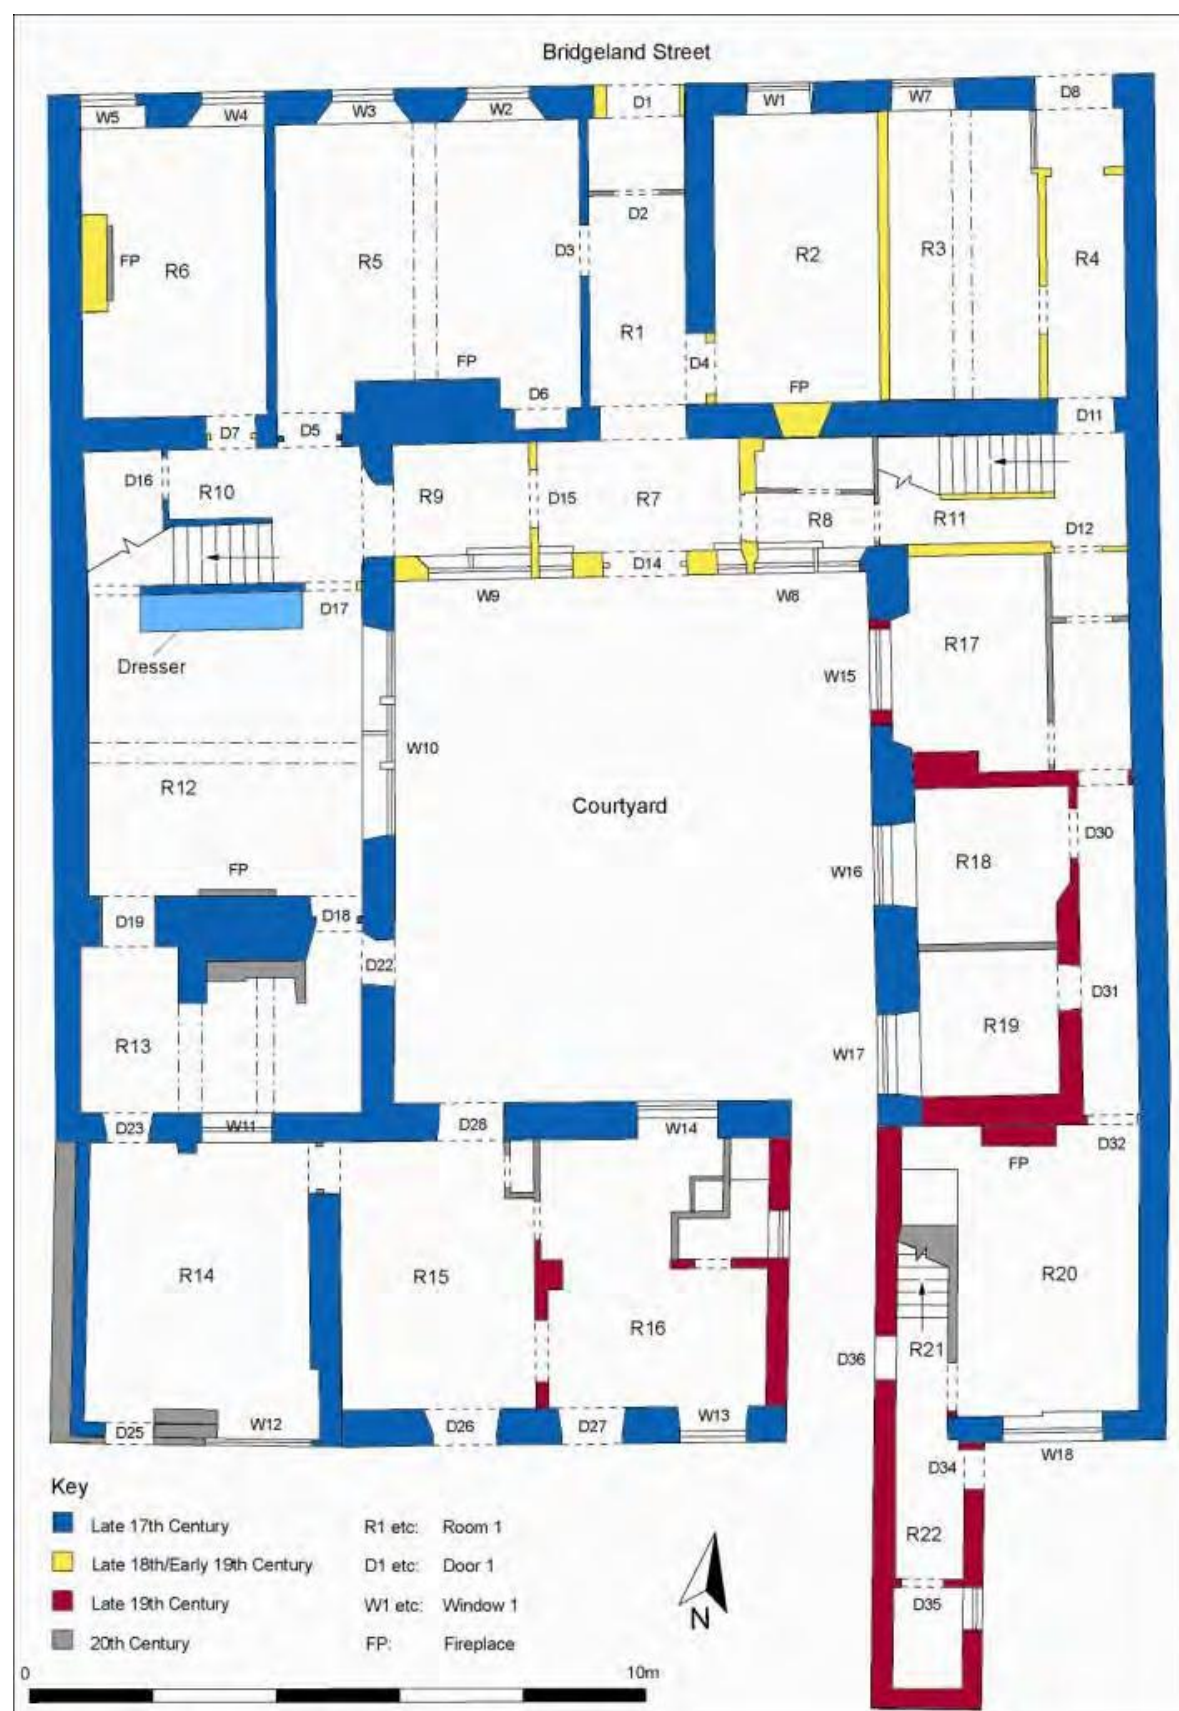 Bridgeland Street
W5
W4
W3
W2
D1
W1
W7
D8
D2
FP
R6
R5
D3
R2
R3
R4
R1
FP
D4
D6
FP
D7
D5
D11
D16
R10
R9
D15
R7
R8
R11
D12
D14
D17
W9
W8
Dresser
R17
W15
W10
R12
Courtyard
D30
R18
W16
FP
D19
D18
D22
D31
R13
R19
W17
D23
W11
D28
W14
D32
FP
R14
R15
R20
R16
R21
D36
D25
W12
D26
D27
W13
W18
D34
R22
D35
Key
Late 17th Century
R1 etc: Room 1
Late 18th/Early 19th Century
D1 etc: Door 1
Late 19th Century
W1 etc: Window 1
20th Century
FP: Fireplace
N
0
10m